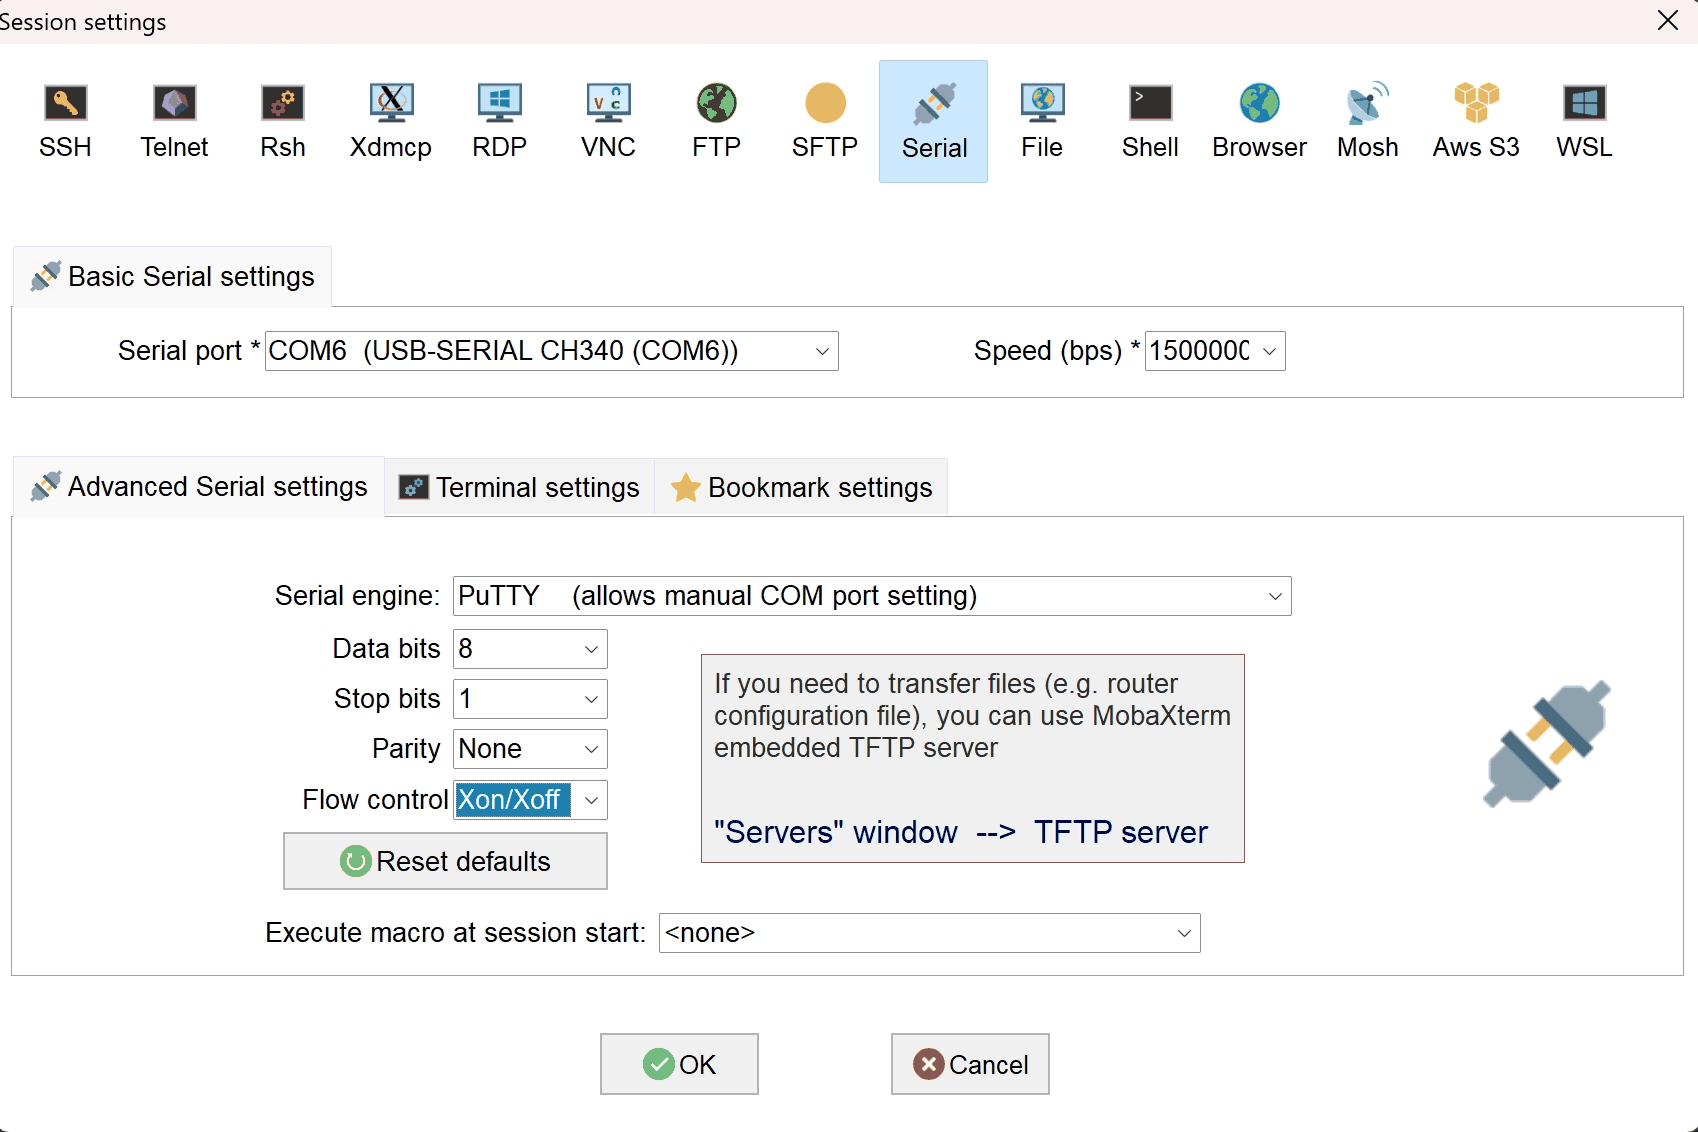 Session settings
SSH
Telnet
Rsh
Xdmcp
RDP
VNC
FTP
SFTP
Serial
File
Shell
Browser
Mosh
Aws S3
WSL
Basic Serial settings
Serial port * COM6 (USB-SERIAL CH340 (COM6)) Speed (bps) * 1500000
Advanced Serial settings Terminal settings Bookmark settings
Serial engine: PuTTY (allows manual COM port setting)
Data bits 8
Stop bits 1
Parity None
Flow control Xon/Xoff
Reset defaults
If you need to transfer files (e.g. router
configuration file), you can use MobaXterm
embedded TFTP server
"Servers" window --> TFTP server
Execute macro at session start: <none>
OK Cancel